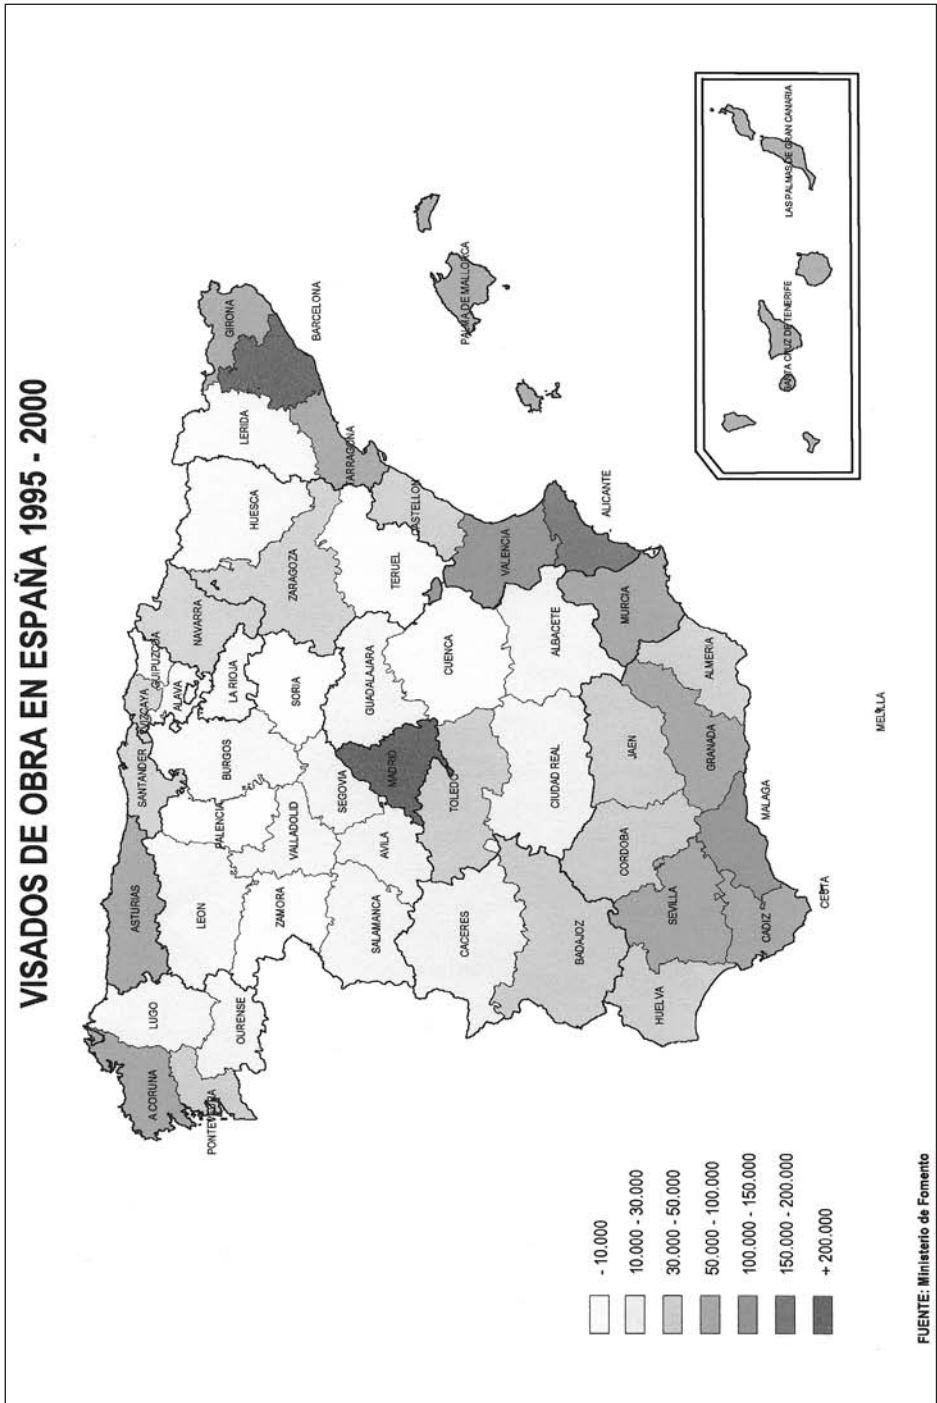 VISADOS DE OBRA EN ESPAÑA 1995 - 2000
A CORUNA
LUGO
ASTURIAS
SANTANDER
VIZCAYA
GUIPUZCOA
ALAVA
NAVARRA
PONTEVEDRA
OURENSE
LEON
PALENCIA
BURGOS
LA RIOJA
HUESCA
LERIDA
GIRONA
BARCELONA
ZAMORA
VALLADOLID
SORIA
ZARAGOZA
TARRAGONA
SALAMANCA
AVILA
SEGOVIA
GUADALAJARA
TERUEL
CASTELLON
MADRID
CACERES
TOLEDO
CUENCA
VALENCIA
PALMA DE MALLORCA
BADAJOZ
CIUDAD REAL
ALBACETE
ALICANTE
HUELVA
SEVILLA
CORDOBA
JAEN
MURCIA
CADIZ
MALAGA
GRANADA
ALMERIA
CEUTA
MELILLA
SANTA CRUZ DE TENERIFE
LAS PALMAS DE GRAN CANARIA
- 10.000
10.000 - 30.000
30.000 - 50.000
50.000 - 100.000
100.000 - 150.000
150.000 - 200.000
+ 200.000
FUENTE: Ministerio de Fomento